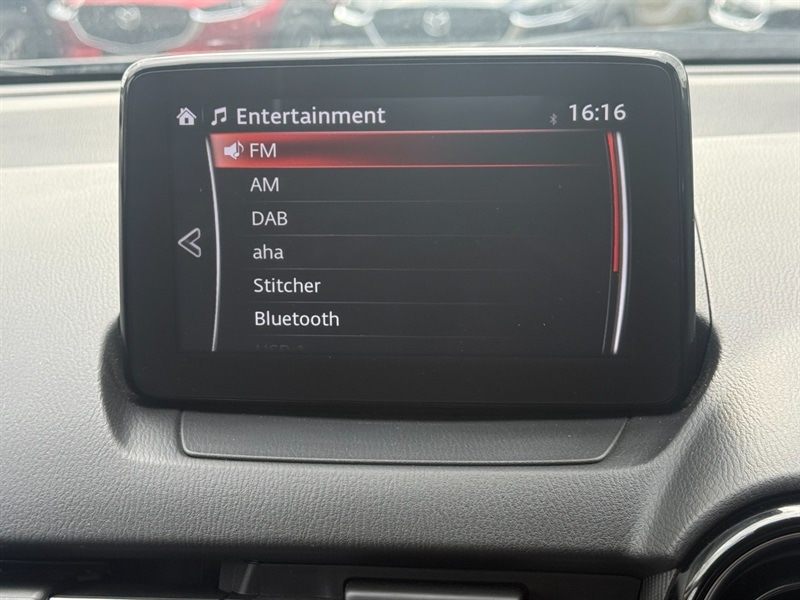 Entertainment 16:16
FM
AM
DAB
aha
Stitcher
Bluetooth